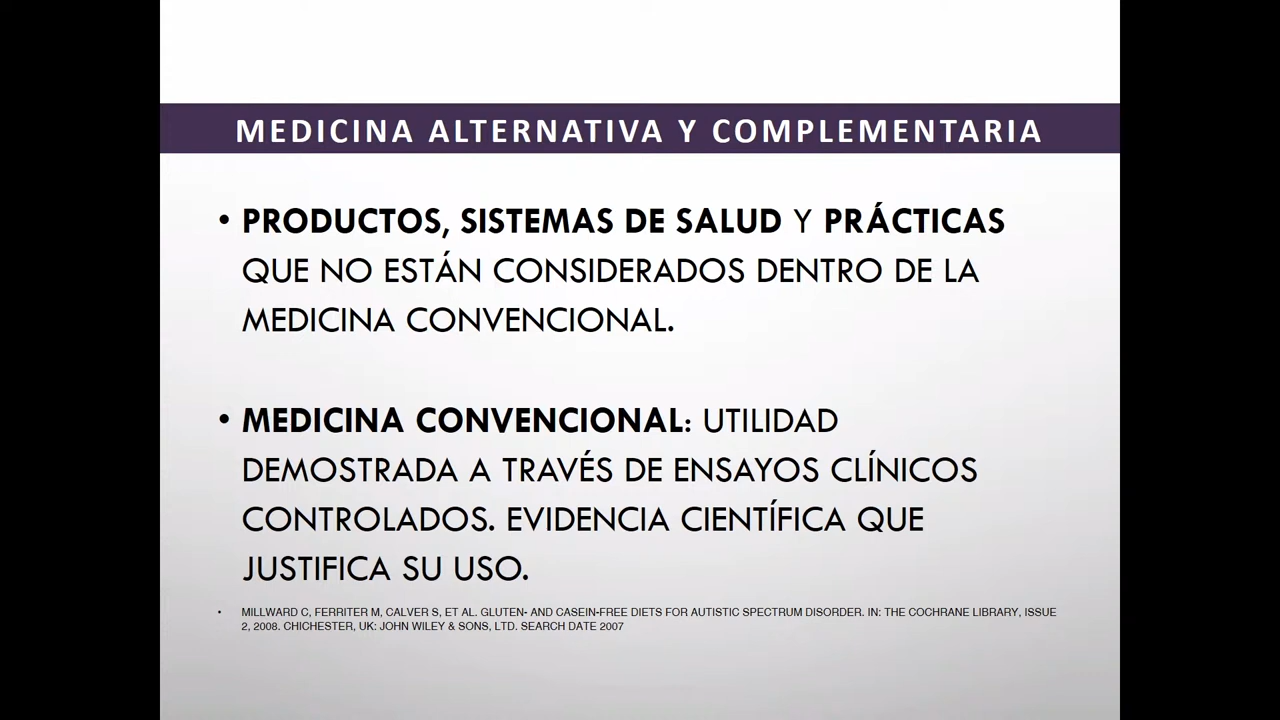 MEDICINA ALTERNATIVA Y COMPLEMENTARIA
• PRODUCTOS, SISTEMAS DE SALUD Y PRÁCTICAS
QUE NO ESTÁN CONSIDERADOS DENTRO DE LA
MEDICINA CONVENCIONAL.
• MEDICINA CONVENCIONAL: UTILIDAD
DEMOSTRADA A TRAVÉS DE ENSAYOS CLÍNICOS
CONTROLADOS. EVIDENCIA CIENTÍFICA QUE
JUSTIFICA SU USO.
• MILLWARD C, FERRITER M, CALVER S, ET AL. GLUTEN- AND CASEIN-FREE DIETS FOR AUTISTIC SPECTRUM DISORDER. IN: THE COCHRANE LIBRARY, ISSUE
2, 2008. CHICHESTER, UK: JOHN WILEY & SONS, LTD. SEARCH DATE 2007